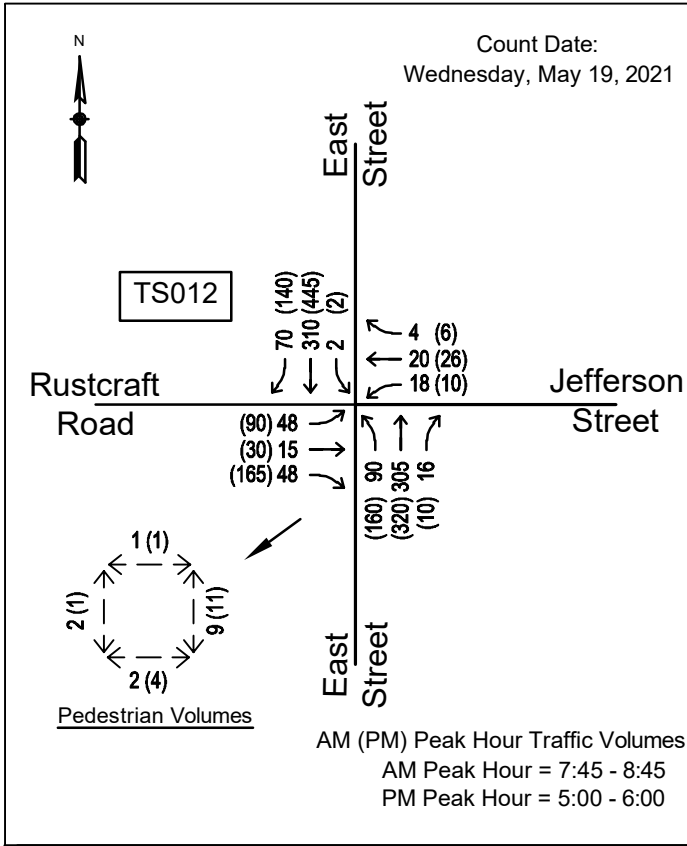 N
Count Date:
Wednesday, May 19, 2021
East
Street
TS012
70 (140)
310 (445)
2 (2)
4 (6)
20 (26)
18 (10)
Rustcraft
Road
Jefferson
Street
(90) 48
(30) 15
(165) 48
(160) 90
(320) 305
(10) 16
1 (1)
2 (1)
9 (11)
2 (4)
Pedestrian Volumes
East
Street
AM (PM) Peak Hour Traffic Volumes
AM Peak Hour = 7:45 - 8:45
PM Peak Hour = 5:00 - 6:00